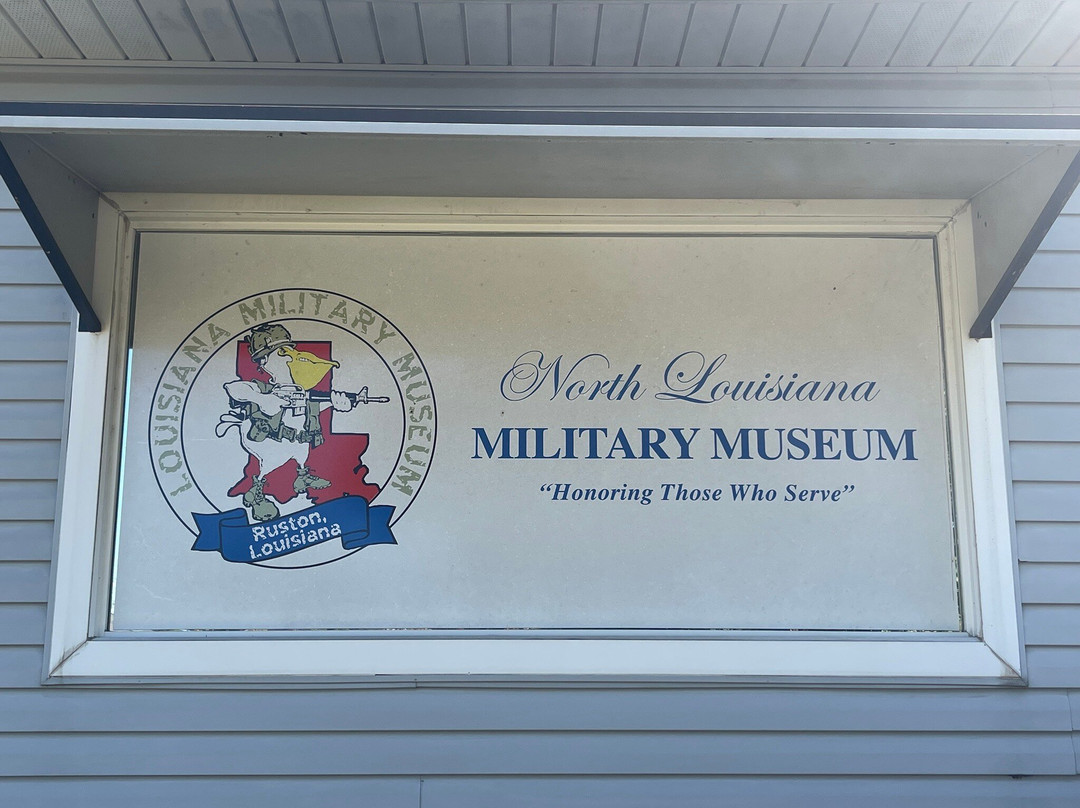 LOUISIANA MILITARY MUSEUM
Ruston,
Louisiana
North Louisiana
MILITARY MUSEUM
“Honoring Those Who Serve”